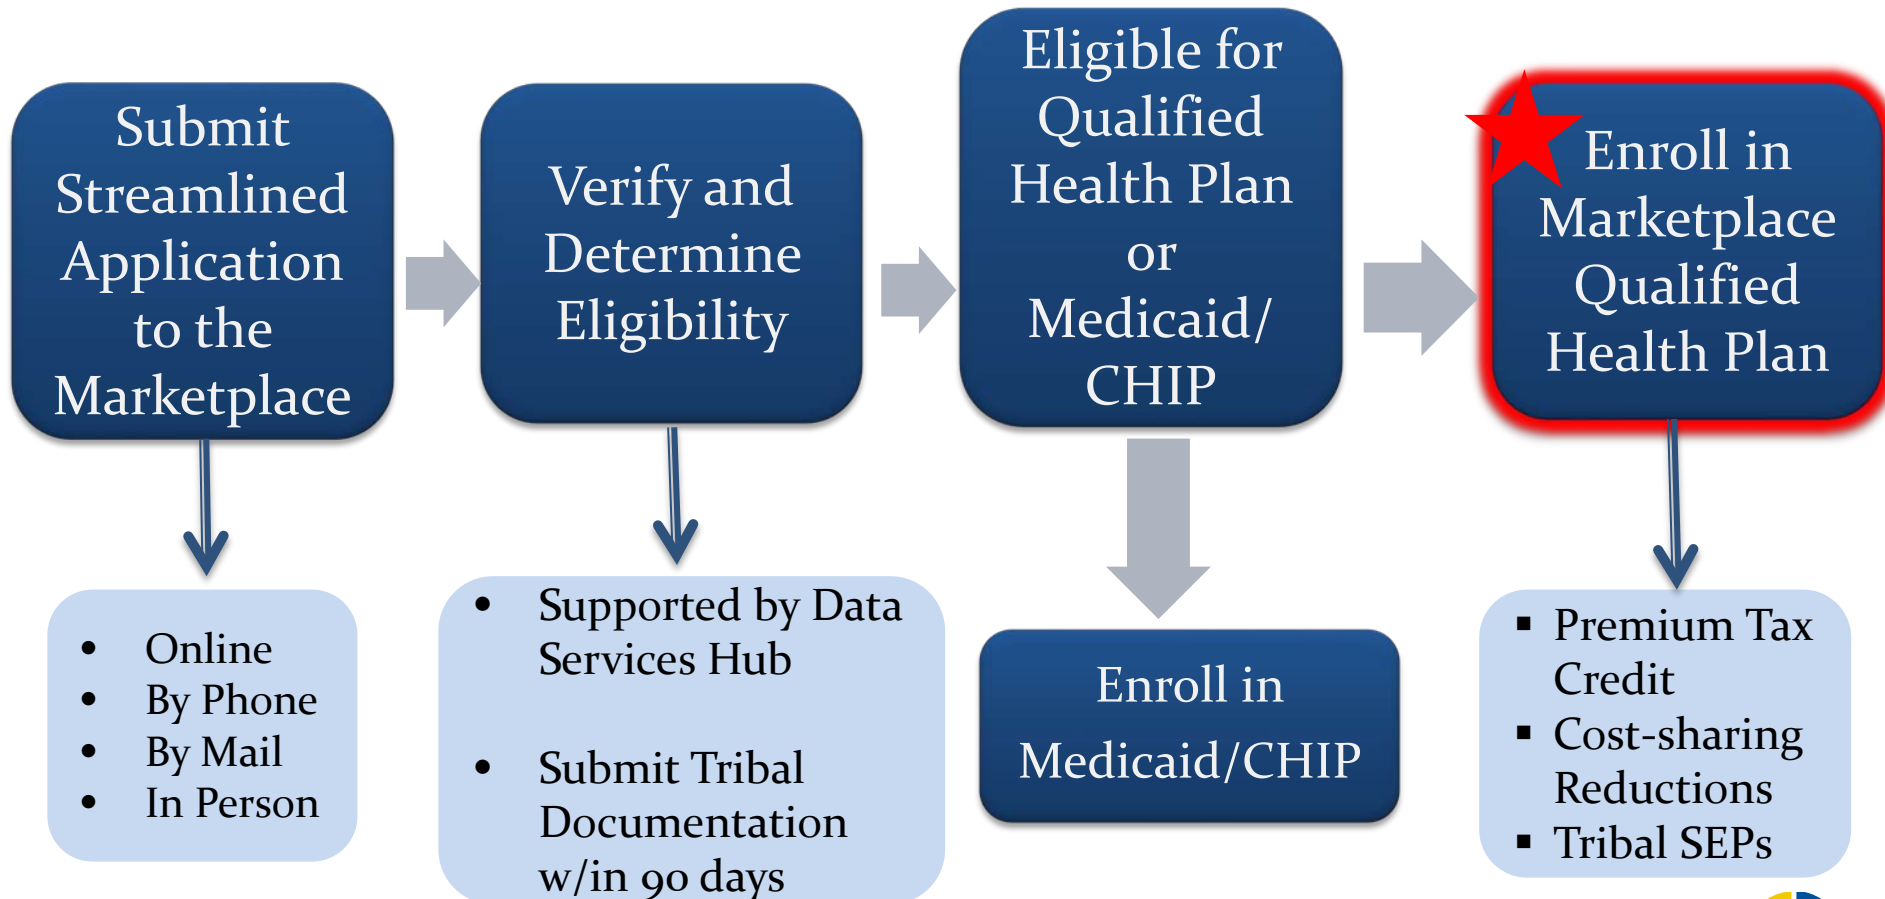 Submit
Streamlined
Application
to the
Marketplace
Verify and
Determine
Eligibility
Eligible for
Qualified
Health Plan
or
Medicaid/
CHIP
Enroll in
Marketplace
Qualified
Health Plan
• Online
• By Phone
• By Mail
• In Person
• Supported by Data
Services Hub
• Submit Tribal
Documentation
w/in 90 days
Enroll in
Medicaid/CHIP
▪ Premium Tax
Credit
▪ Cost-sharing
Reductions
▪ Tribal SEPs